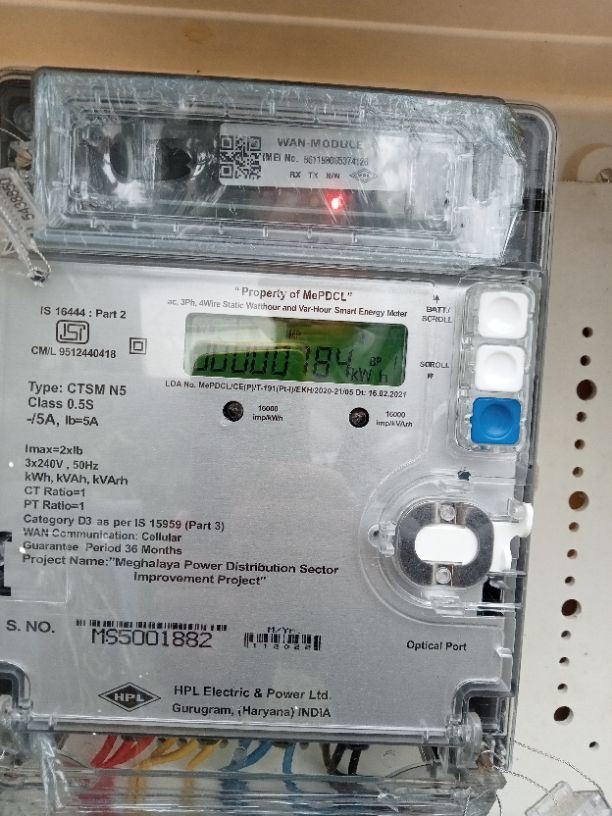 WAN-MODULE
IMEI No.
RX TX N/W
HPL
"Property of MePDCL"
ac, 3Ph, 4Wire Static Watthour and Var-Hour Smart Energy Meter
BATT./
SCROLL
SCROLL
IS 16444 : Part 2
ISI
CM/L 9512440418
00000784 kWh
LOA No. MePDCL/CE(P)/T-191(Pt-I)/EKH/2020-21/05 Dt: 16.02.2021
16000
imp/kWh
16000
imp/kVArh
Type: CTSM N5
Class 0.5S
-/5A, Ib=5A
Imax=2xIb
3x240V , 50Hz
kWh, kVAh, kVArh
CT Ratio=1
PT Ratio=1
Category D3 as per IS 15959 (Part 3)
WAN Communication: Cellular
Guarantee Period 36 Months
Project Name:"Meghalaya Power Distribution Sector
Improvement Project"
S. NO.
MS5001882
M/Yr.
112022
Optical Port
HPL
HPL Electric & Power Ltd.
Gurugram, (Haryana) INDIA